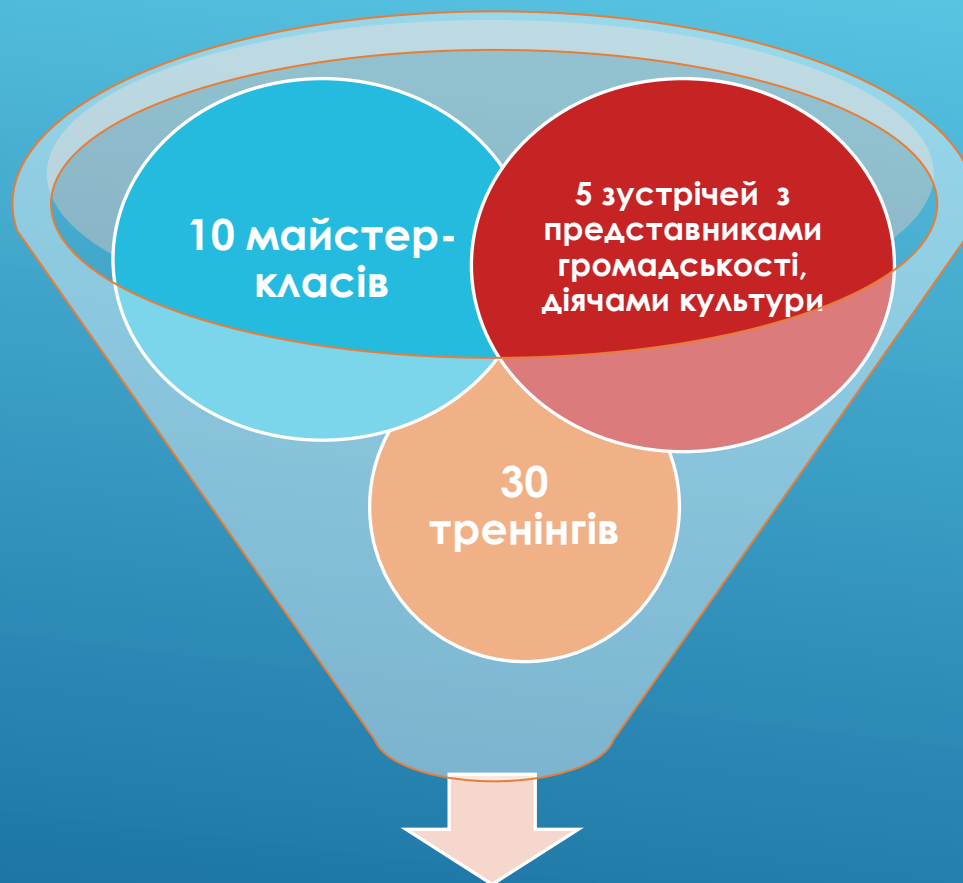 10 майстер-
класів
5 зустрічей з
представниками
громадськості,
діячами культури
30
тренінгів